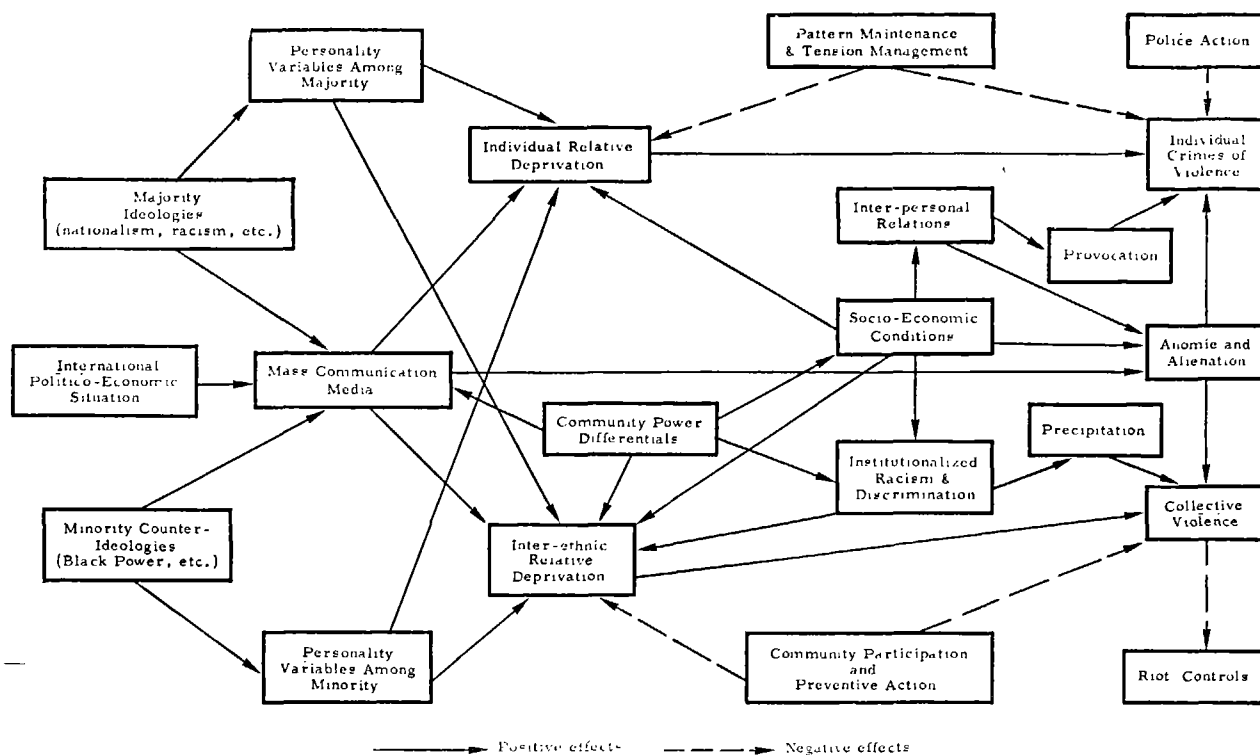 Pattern Maintenance
& Tension Management
Police Action
Personality
Variables Among
Majority
Individual Relative
Deprivation
Individual
Crimes of
Violence
Majority
Ideologies
(nationalism, racism, etc.)
Inter-personal
Relations
Provocation
Socio-Economic
Conditions
Anomie and
Alienation
International
Politico-Economic
Situation
Mass Communication
Media
Community Power
Differentials
Precipitation
Institutionalized
Racism &
Discrimination
Collective
Violence
Minority Counter-
Ideologies
(Black Power, etc.)
Inter-ethnic
Relative
Deprivation
Personality
Variables Among
Minority
Community Participation
and
Preventive Action
Riot Controls
Positive effects
Negative effects